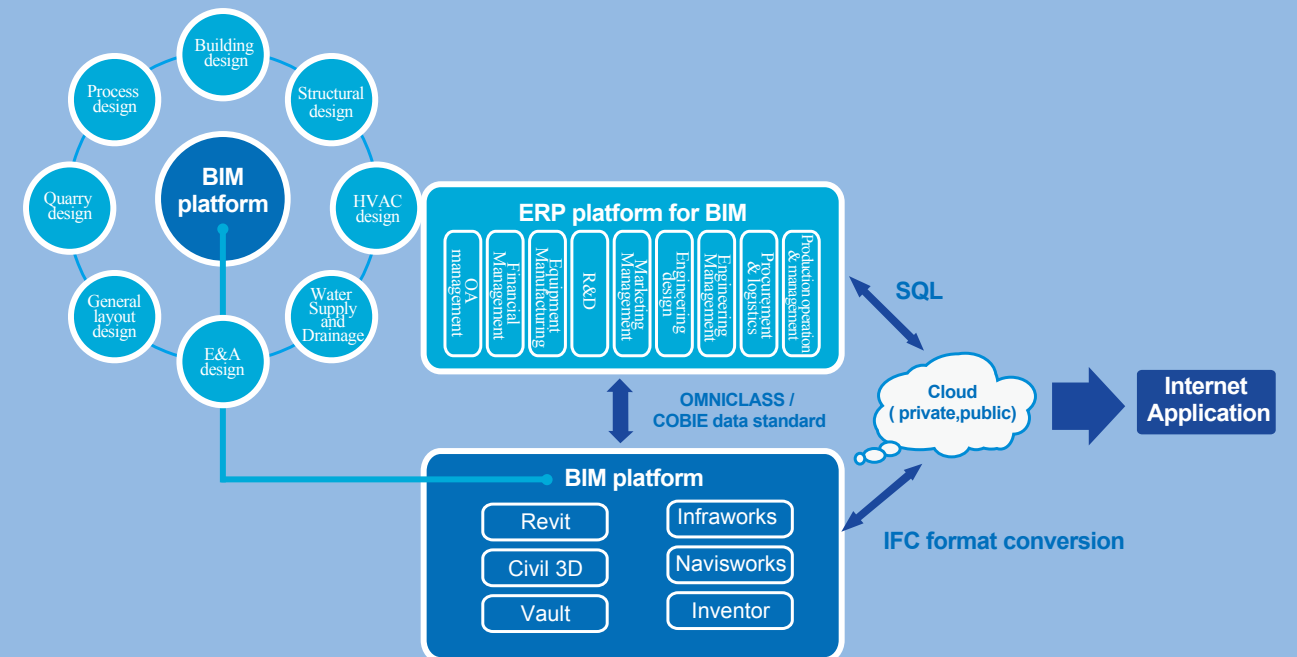 Building
design
Process
design
Structural
design
BIM
platform
Quarry
design
HVAC
design
General
layout
design
Water
Supply
and
Drainage
E&A
design
ERP platform for BIM
OA
management
Financial
Management
Equipment
Manufacturing
R&D
Marketing
Management
Engineering
design
Engineering
Management
Procurement
& logistics
Production operation
& management
SQL
OMNICLASS /
COBIE data standard
Cloud
( private,public)
Internet
Application
BIM platform
Revit
Infraworks
Civil 3D
Navisworks
Vault
Inventor
IFC format conversion